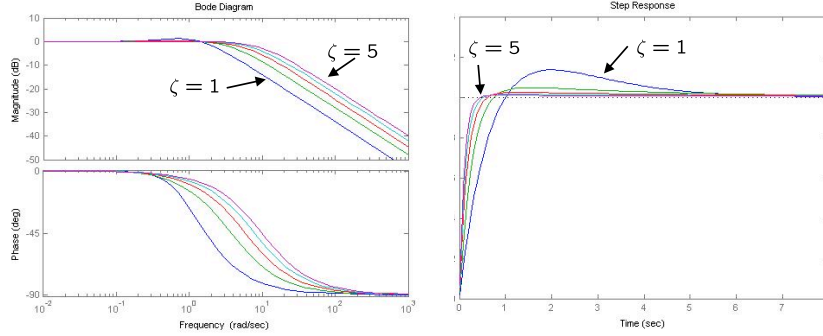 Bode Diagram
Magnitude (dB)
10
0
-10
-20
-30
-40
-50
ζ = 1
ζ = 5
Phase (deg)
0
-45
-90
10^-2
10^-1
10^0
10^1
10^2
10^3
Frequency (rad/sec)
Step Response
ζ = 5
ζ = 1
0
1
2
3
4
5
6
7
Time (sec)